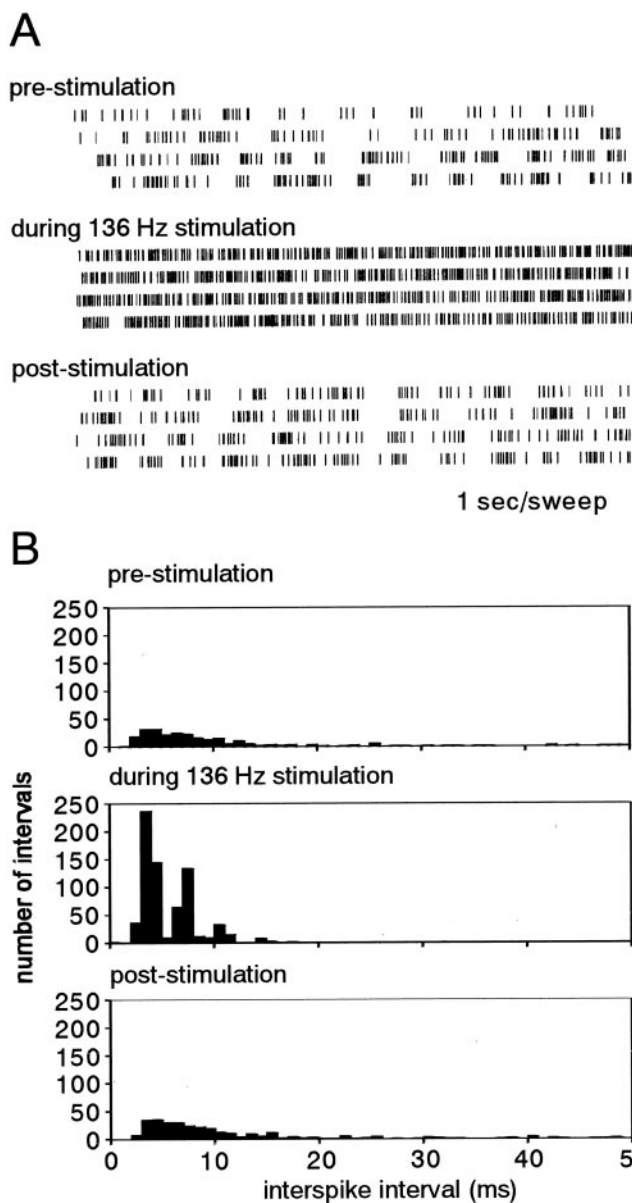 A
pre-stimulation
during 136 Hz stimulation
post-stimulation
1 sec/sweep
B
pre-stimulation
250
200
150
100
50
0
during 136 Hz stimulation
250
200
150
100
50
0
post-stimulation
250
200
150
100
50
0
number of intervals
0 10 20 30 40 5
interspike interval (ms)